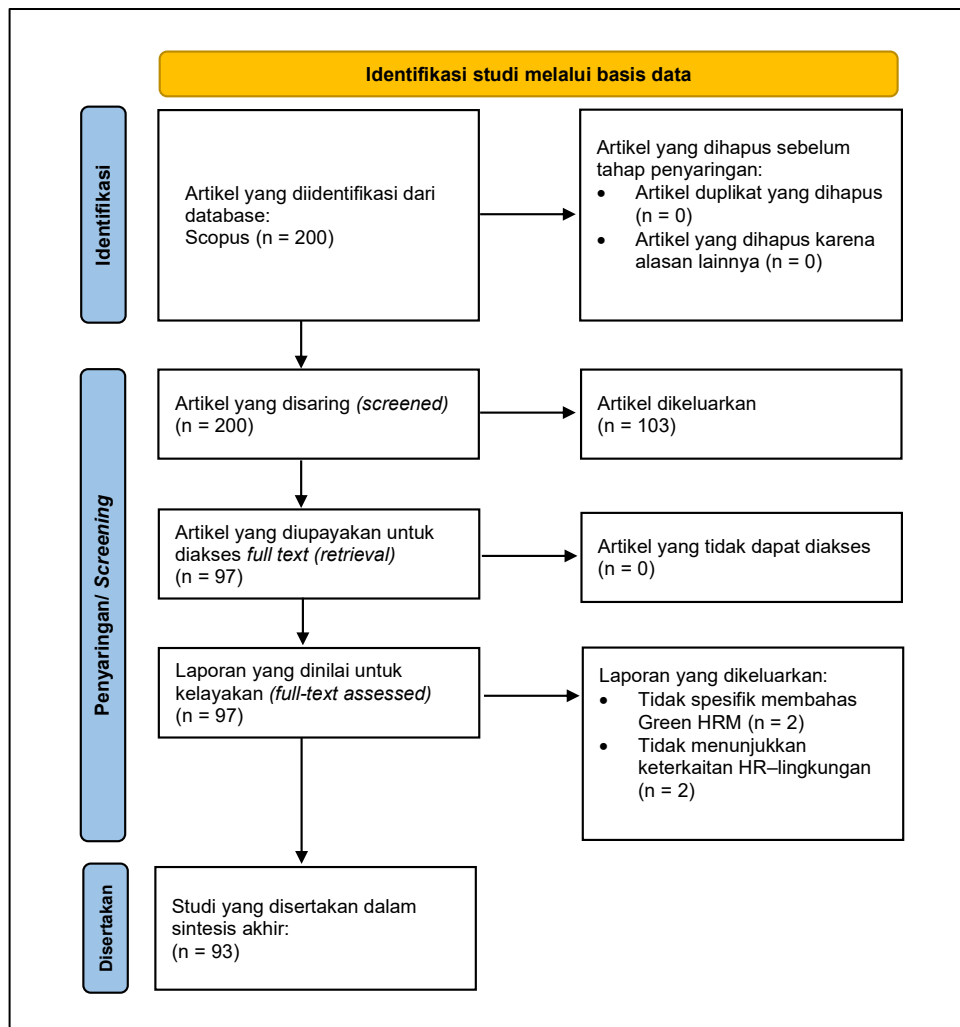 Identifikasi studi melalui basis data
Identifikasi
Artikel yang diidentifikasi dari
database:
Scopus (n = 200)
Artikel yang dihapus sebelum
tahap penyaringan:
• Artikel duplikat yang dihapus
(n = 0)
• Artikel yang dihapus karena
alasan lainnya (n = 0)
Penyaringan/ Screening
Artikel yang disaring (screened)
(n = 200)
Artikel dikeluarkan
(n = 103)
Artikel yang diupayakan untuk
diakses full text (retrieval)
(n = 97)
Artikel yang tidak dapat diakses
(n = 0)
Laporan yang dinilai untuk
kelayakan (full-text assessed)
(n = 97)
Laporan yang dikeluarkan:
• Tidak spesifik membahas
Green HRM (n = 2)
• Tidak menunjukkan
keterkaitan HR–lingkungan
(n = 2)
Disertakan
Studi yang disertakan dalam
sintesis akhir:
(n = 93)